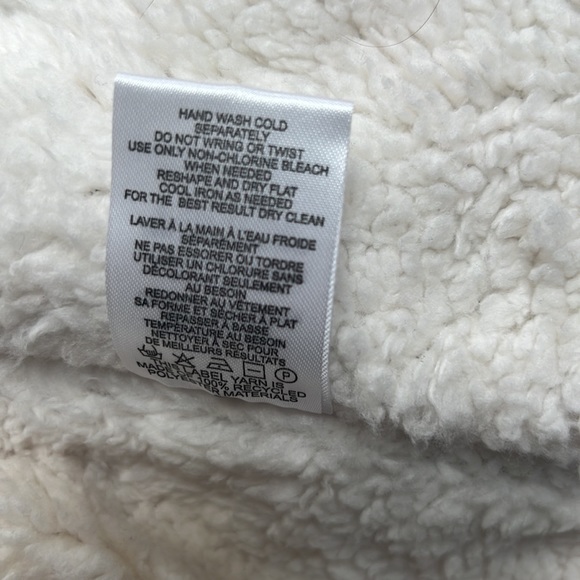 HAND WASH COLD
SEPARATELY
DO NOT WRING OR TWIST
USE ONLY NON-CHLORINE BLEACH
WHEN NEEDED
RESHAPE AND DRY FLAT
COOL IRON AS NEEDED
FOR THE BEST RESULT DRY CLEAN
LAVER À LA MAIN À L'EAU FROIDE
SÉPARÉMENT
NE PAS ESSORER OU TORDRE
UTILISER UN CHLORURE SANS
DÉCOLORANT SEULEMENT
AU BESOIN
REDONNER AU VÊTEMENT
SA FORME ET SÉCHER À PLAT
REPASSER À BASSE
TEMPÉRATURE AU BESOIN
NETTOYER À SEC POUR
DE MEILLEURS RÉSULTATS
P
LABEL YARN IS
100% RECYCLED
MATERIALS